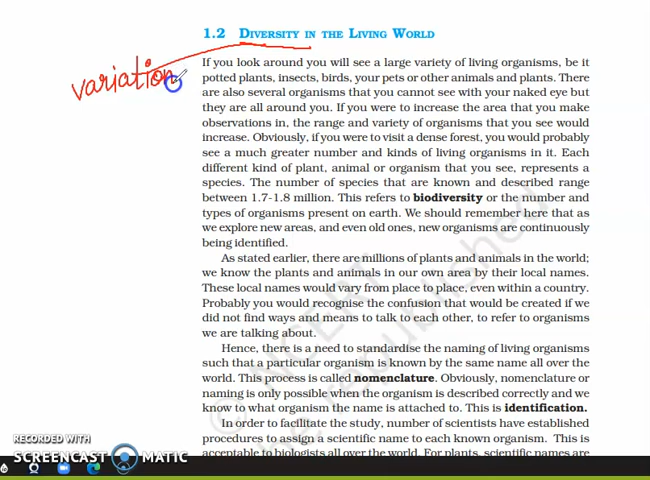 1.2 DIVERSITY IN THE LIVING WORLD
variation
If you look around you will see a large variety of living organisms, be it
potted plants, insects, birds, your pets or other animals and plants. There
are also several organisms that you cannot see with your naked eye but
they are all around you. If you were to increase the area that you make
observations in, the range and variety of organisms that you see would
increase. Obviously, if you were to visit a dense forest, you would probably
see a much greater number and kinds of living organisms in it. Each
different kind of plant, animal or organism that you see, represents a
species. The number of species that are known and described range
between 1.7-1.8 million. This refers to biodiversity or the number and
types of organisms present on earth. We should remember here that as
we explore new areas, and even old ones, new organisms are continuously
being identified.
As stated earlier, there are millions of plants and animals in the world;
we know the plants and animals in our own area by their local names.
These local names would vary from place to place, even within a country.
Probably you would recognise the confusion that would be created if we
did not find ways and means to talk to each other, to refer to organisms
we are talking about.
Hence, there is a need to standardise the naming of living organisms
such that a particular organism is known by the same name all over the
world. This process is called nomenclature. Obviously, nomenclature or
naming is only possible when the organism is described correctly and we
know to what organism the name is attached to. This is identification.
In order to facilitate the study, number of scientists have established
procedures to assign a scientific name to each known organism. This is
acceptable to biologists all over the world. For plants, scientific names are
© NCERT
be republished
RECORDED WITH
SCREENCAST MATIC